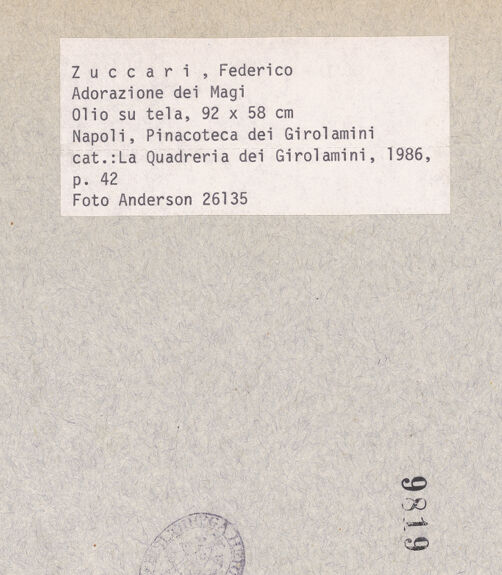 Z u c c a r i , Federico
Adorazione dei Magi
Olio su tela, 92 x 58 cm
Napoli, Pinacoteca dei Girolamini
cat.:La Quadreria dei Girolamini, 1986,
p. 42
Foto Anderson 26135
9819